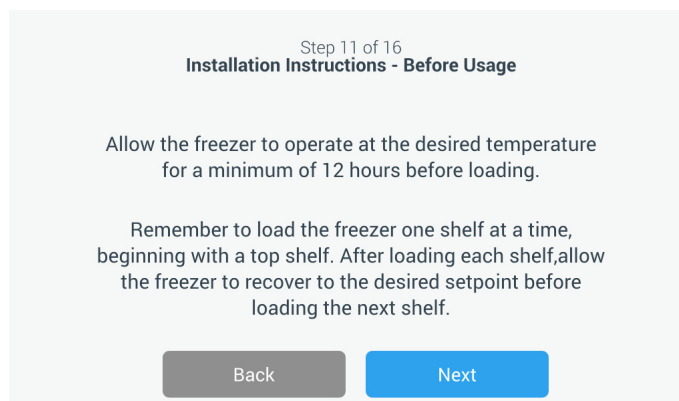 Step 11 of 16
Installation Instructions - Before Usage
Allow the freezer to operate at the desired temperature
for a minimum of 12 hours before loading.
Remember to load the freezer one shelf at a time,
beginning with a top shelf. After loading each shelf,allow
the freezer to recover to the desired setpoint before
loading the next shelf.
Back
Next